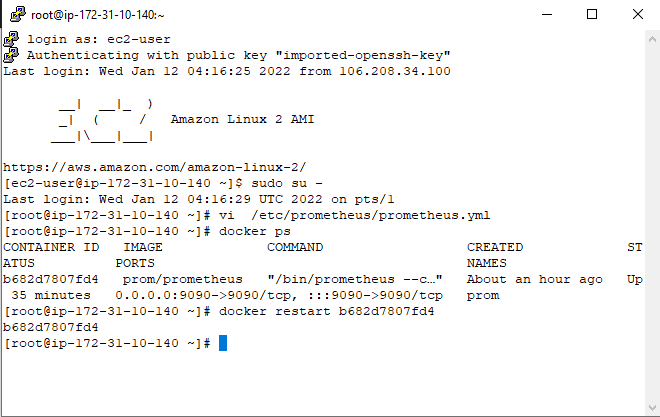 root@ip-172-31-10-140:~
login as: ec2-user
Authenticating with public key "imported-openssh-key"
Last login: Wed Jan 12 04:16:25 2022 from 106.208.34.100
       __|  __|_  )
       _|  (     /   Amazon Linux 2 AMI
      ___|\___|___|
https://aws.amazon.com/amazon-linux-2/
[ec2-user@ip-172-31-10-140 ~]$ sudo su -
Last login: Wed Jan 12 04:16:29 UTC 2022 on pts/1
[root@ip-172-31-10-140 ~]# vi  /etc/prometheus/prometheus.yml
[root@ip-172-31-10-140 ~]# docker ps
CONTAINER ID   IMAGE             COMMAND                  CREATED             ST
ATUS          PORTS                                       NAMES
b682d7807fd4   prom/prometheus   "/bin/prometheus --c…"   About an hour ago   Up
 35 minutes   0.0.0.0:9090->9090/tcp, :::9090->9090/tcp   prom
[root@ip-172-31-10-140 ~]# docker restart b682d7807fd4
b682d7807fd4
[root@ip-172-31-10-140 ~]#